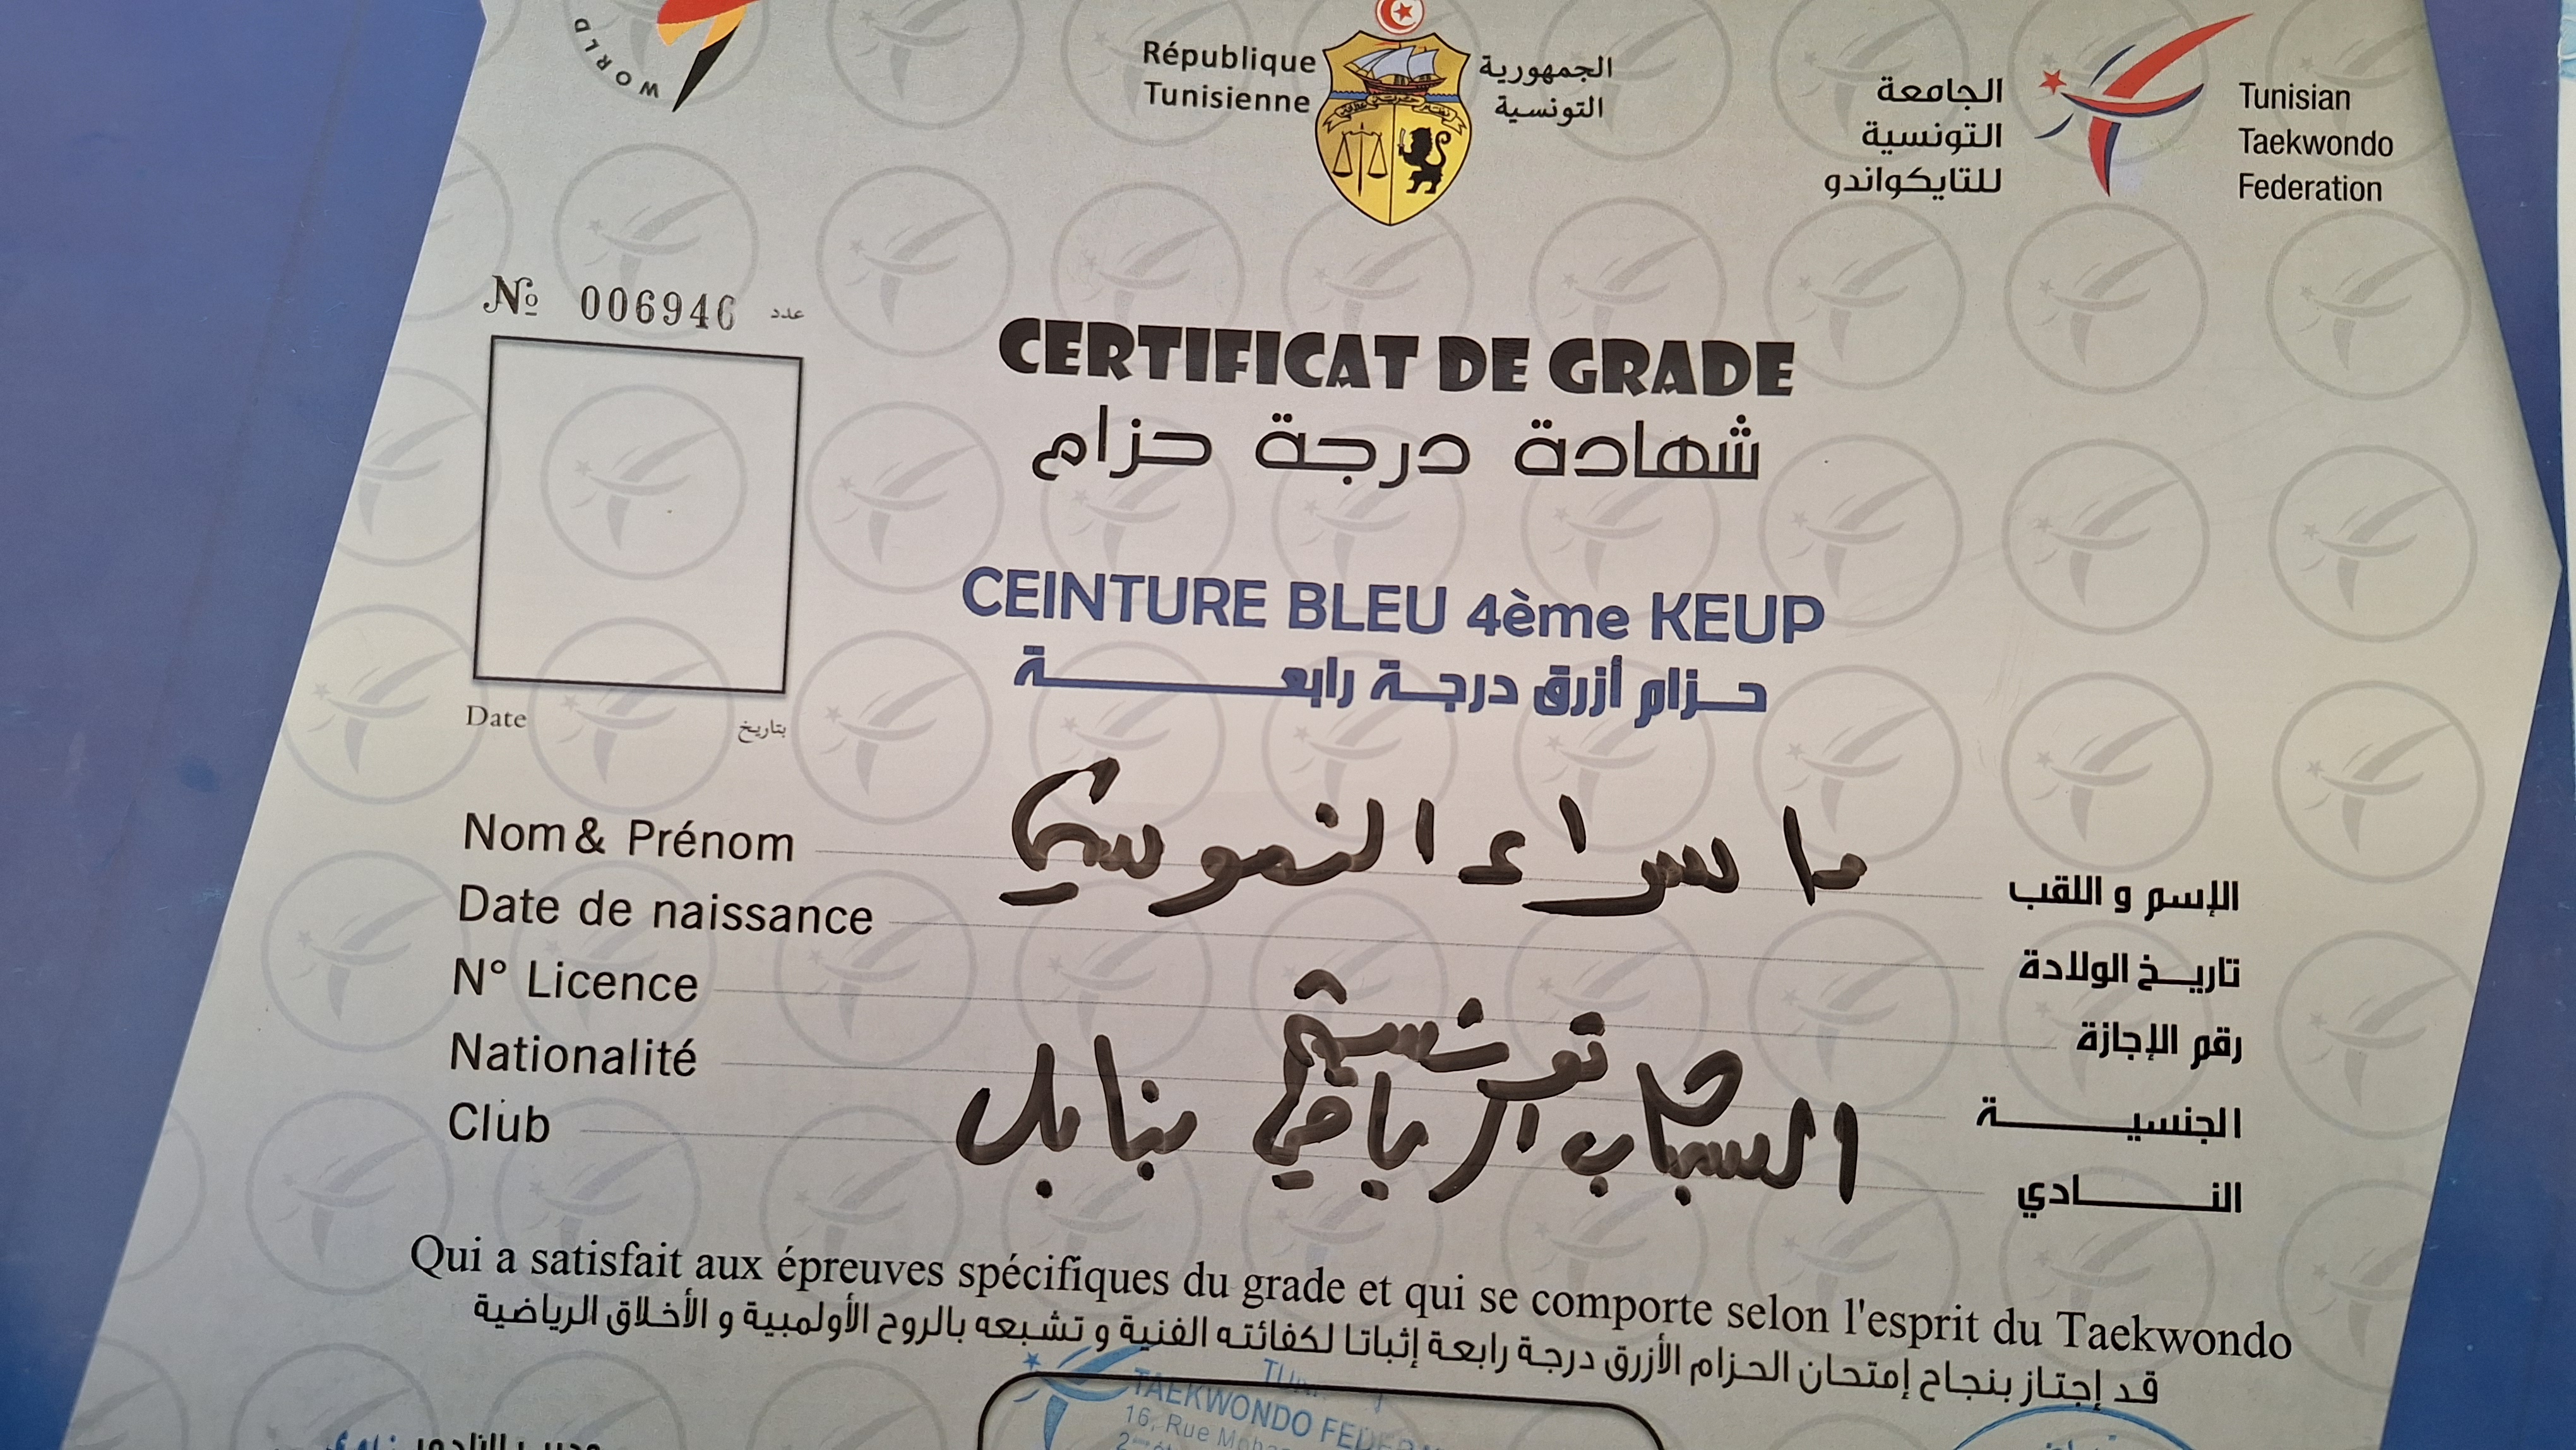 WORLD
République
Tunisienne
الجمهورية
التونسية
الجامعة
التونسية
للتايكواندو
Tunisian
Taekwondo
Federation
№ 006946 عدد
CERTIFICAT DE GRADE
شهادة درجة حزام
CEINTURE BLEU 4ème KEUP
حزام أزرق درجة رابعة
Date بتاريخ
Nom& Prénom اسراء النموسي الإسم و اللقب
Date de naissance تاريخ الولادة
N° Licence رقم الإجازة
Nationalité تونسية الجنسية
Club الشباب الرياضي بنابل النادي
Qui a satisfait aux épreuves spécifiques du grade et qui se comporte selon l'esprit du Taekwondo
قد إجتاز بنجاح إمتحان الحزام الأزرق درجة رابعة إثباتا لكفائته الفنية و تشبعه بالروح الأولمبية و الأخلاق الرياضية
TAEKWONDO
16, Rue